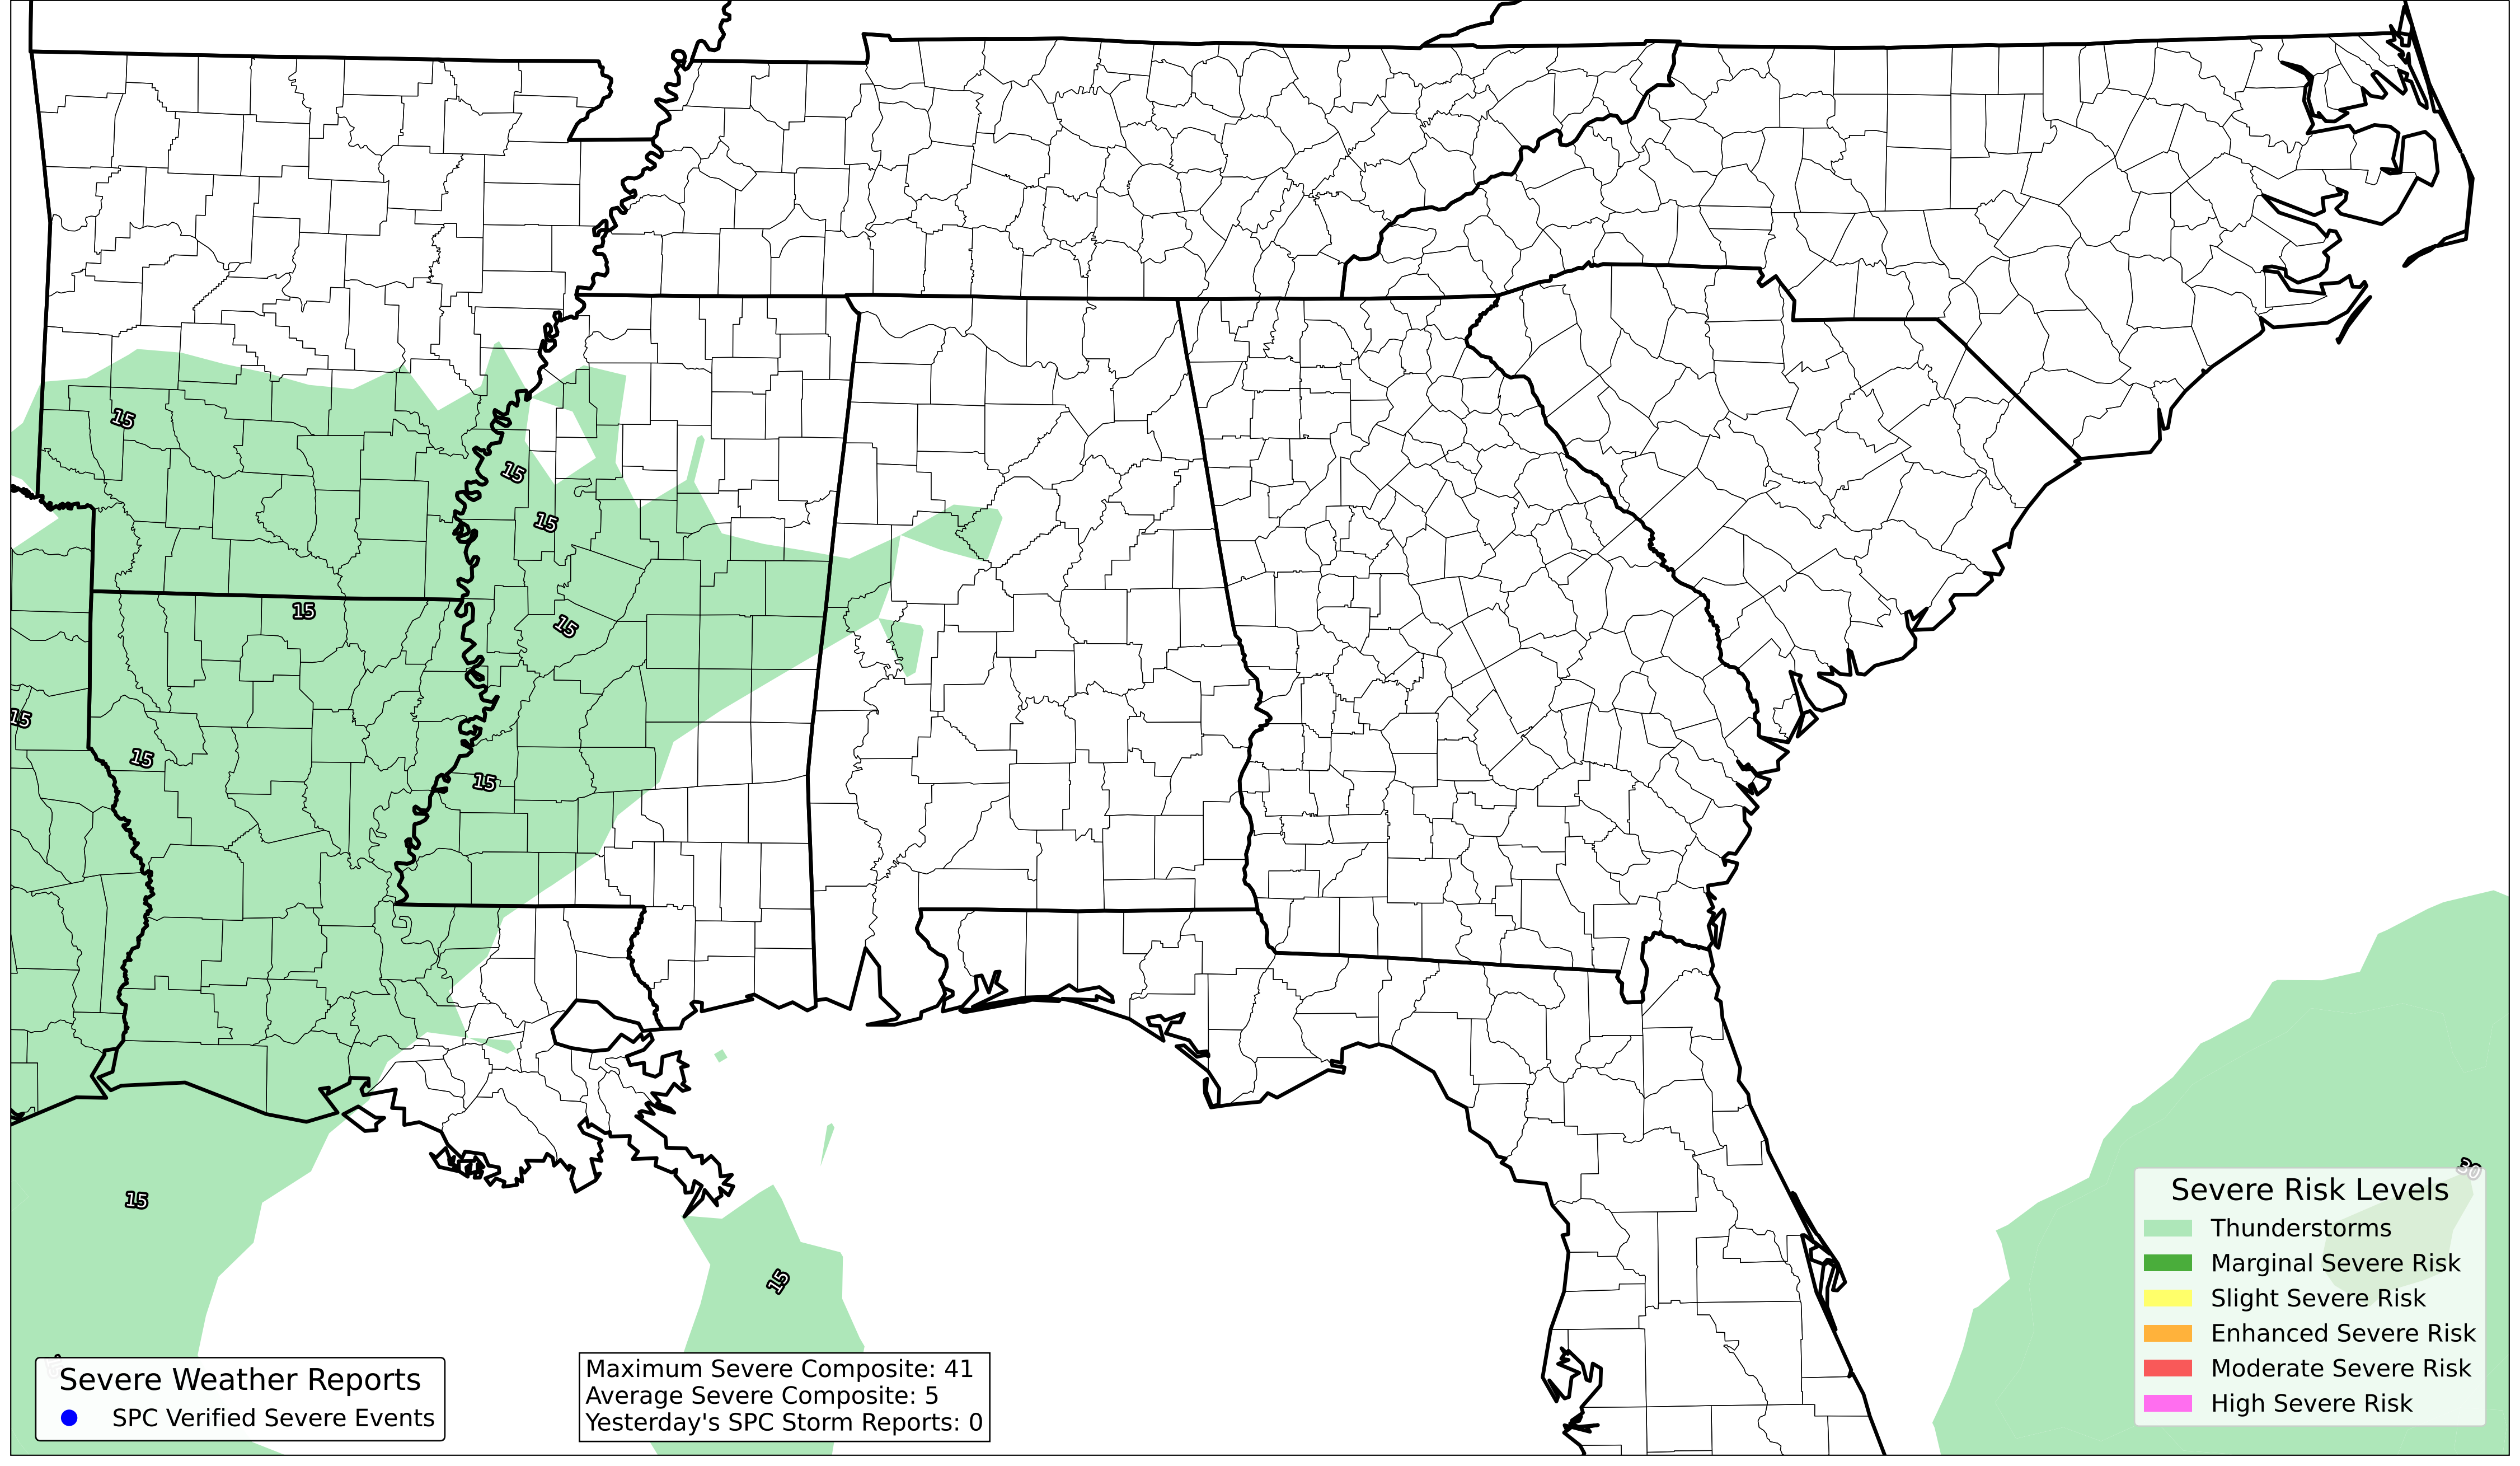 15
15
15
15
15
15
15
15
15
30
15
15
Severe Risk Levels
Thunderstorms
Marginal Severe Risk
Slight Severe Risk
Enhanced Severe Risk
Moderate Severe Risk
High Severe Risk
Severe Weather Reports
SPC Verified Severe Events
Maximum Severe Composite: 41
Average Severe Composite: 5
Yesterday's SPC Storm Reports: 0